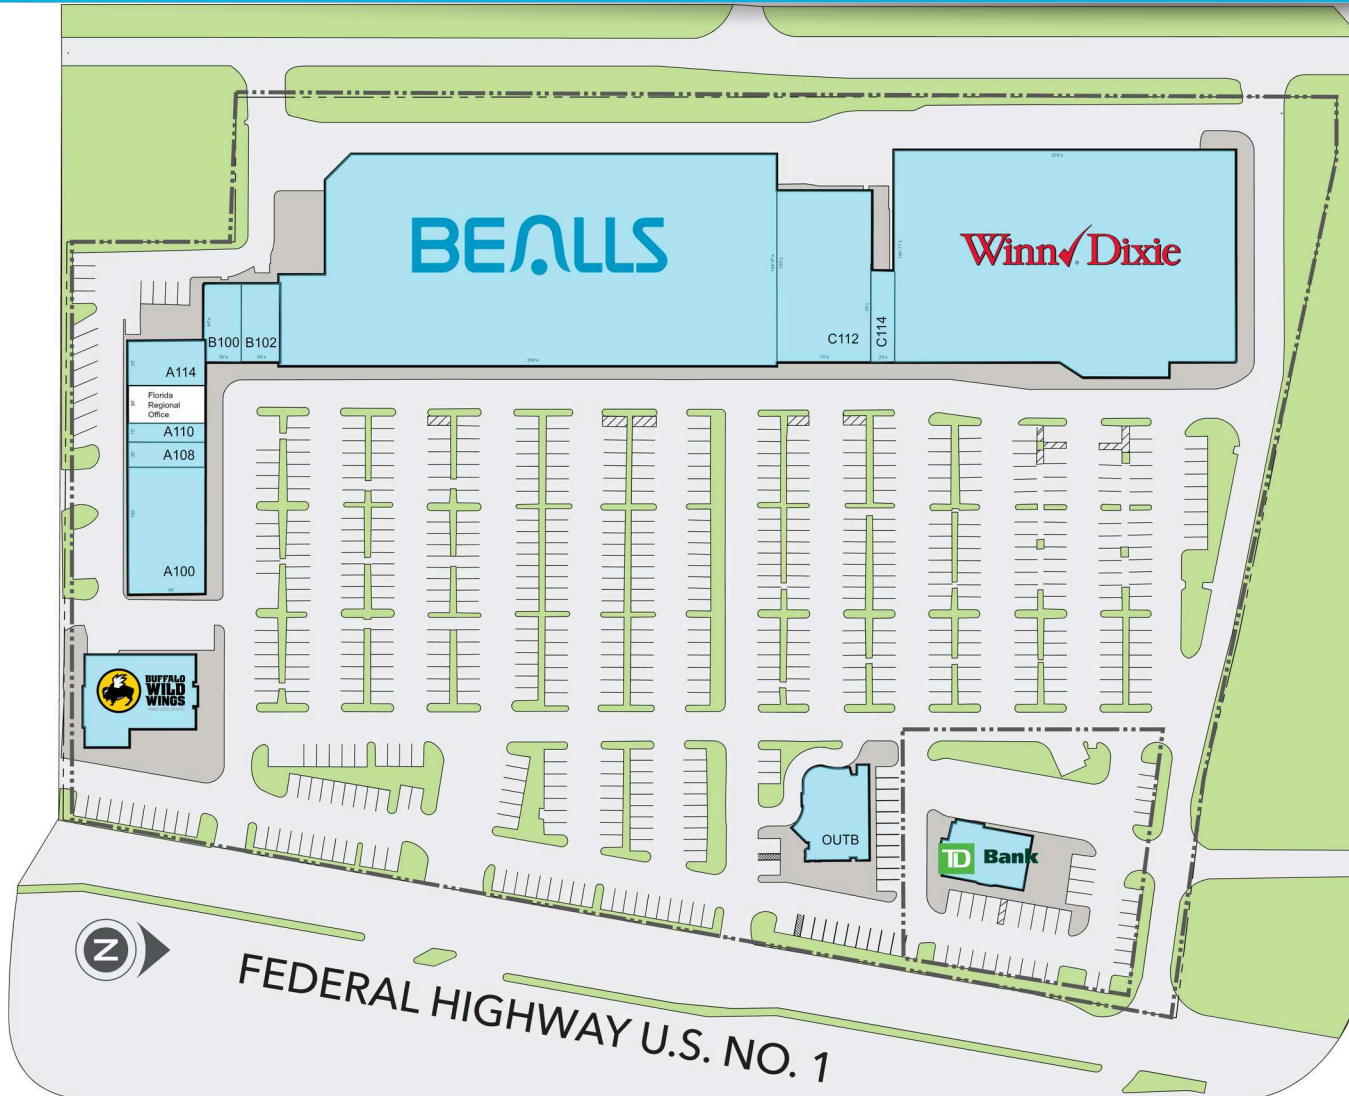 BEALLS
Winn Dixie
B100
B102
C112
C114
A114
Florida
Regional
Office
A110
A108
A100
BUFFALO
WILD
WINGS
OUTB
TD Bank
N
FEDERAL HIGHWAY U.S. NO. 1